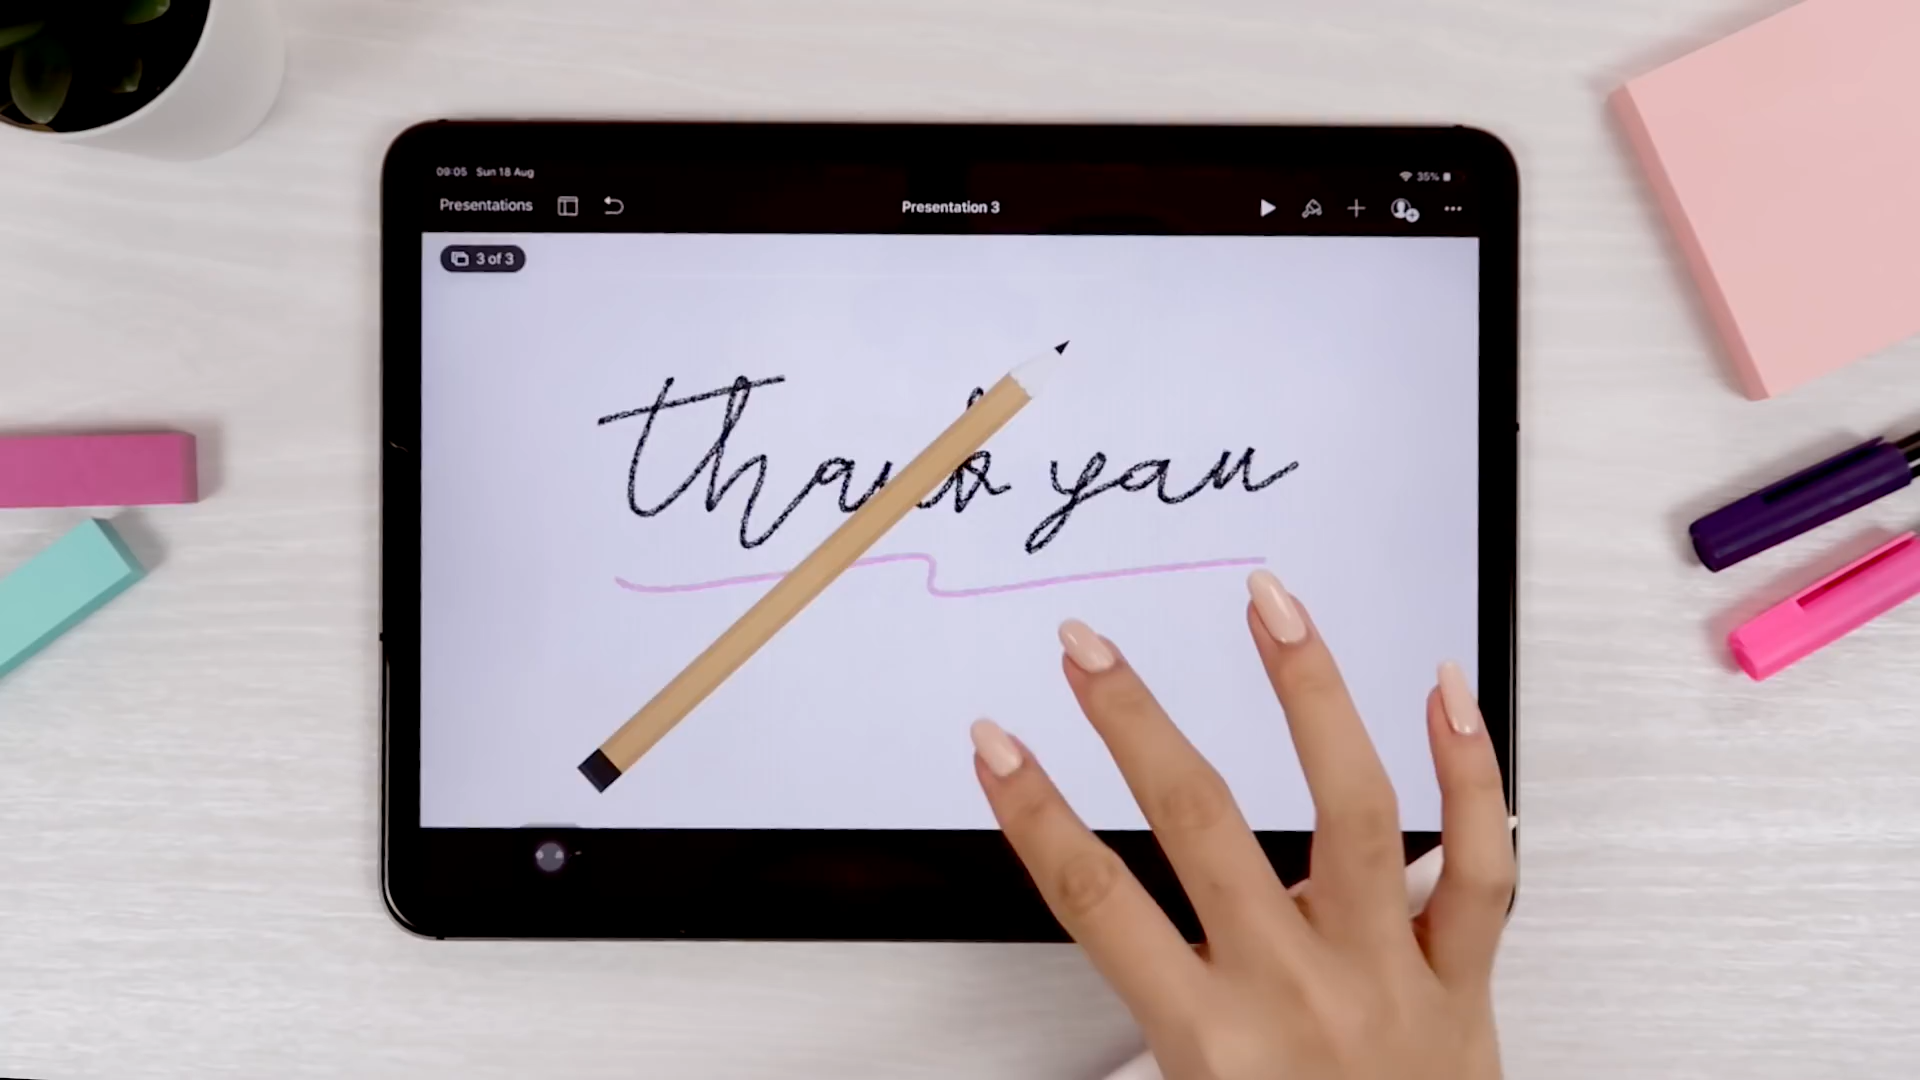 09:05 Sun 18 Aug
35%
Presentations
Presentation 3
3 of 3
thank you